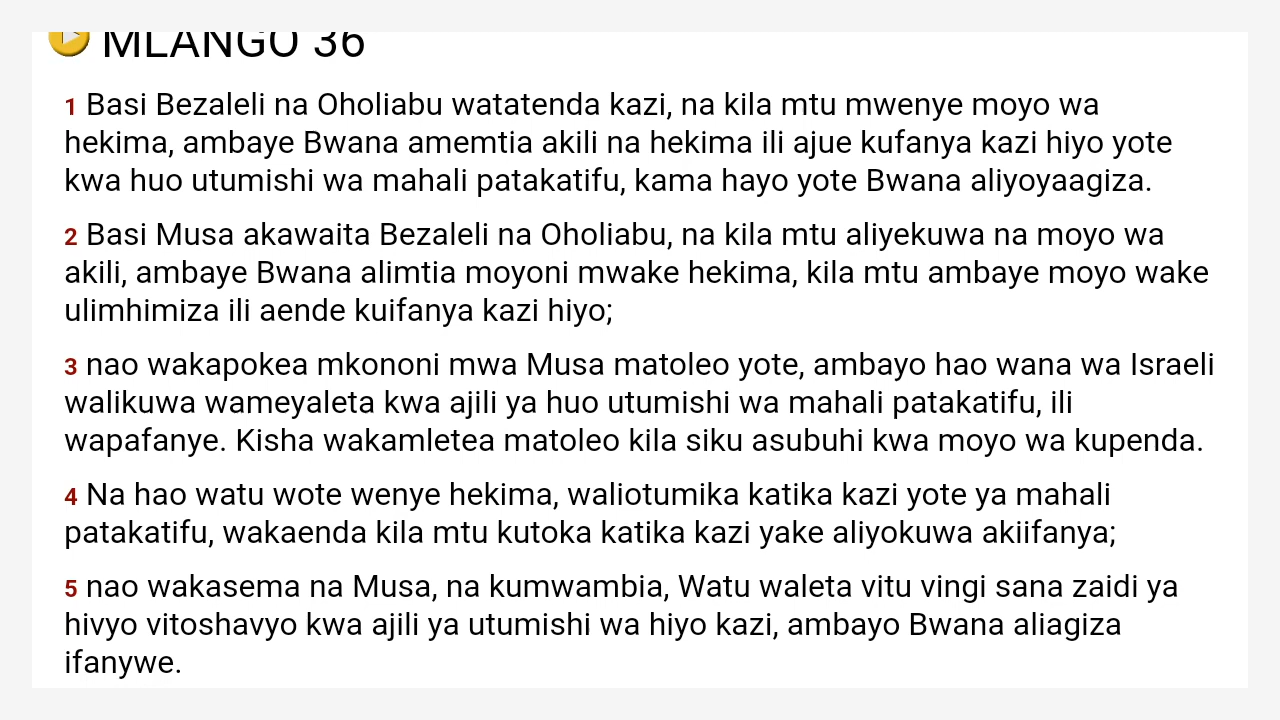 MLANGO 36
1 Basi Bezaleli na Oholiabu watatenda kazi, na kila mtu mwenye moyo wa
hekima, ambaye Bwana amemtia akili na hekima ili ajue kufanya kazi hiyo yote
kwa huo utumishi wa mahali patakatifu, kama hayo yote Bwana aliyoyaagiza.
2 Basi Musa akawaita Bezaleli na Oholiabu, na kila mtu aliyekuwa na moyo wa
akili, ambaye Bwana alimtia moyoni mwake hekima, kila mtu ambaye moyo wake
ulimhimiza ili aende kuifanya kazi hiyo;
3 nao wakapokea mkononi mwa Musa matoleo yote, ambayo hao wana wa Israeli
walikuwa wameyaleta kwa ajili ya huo utumishi wa mahali patakatifu, ili
wapafanye. Kisha wakamletea matoleo kila siku asubuhi kwa moyo wa kupenda.
4 Na hao watu wote wenye hekima, waliotumika katika kazi yote ya mahali
patakatifu, wakaenda kila mtu kutoka katika kazi yake aliyokuwa akiifanya;
5 nao wakasema na Musa, na kumwambia, Watu waleta vitu vingi sana zaidi ya
hivyo vitoshavyo kwa ajili ya utumishi wa hiyo kazi, ambayo Bwana aliagiza
ifanywe.